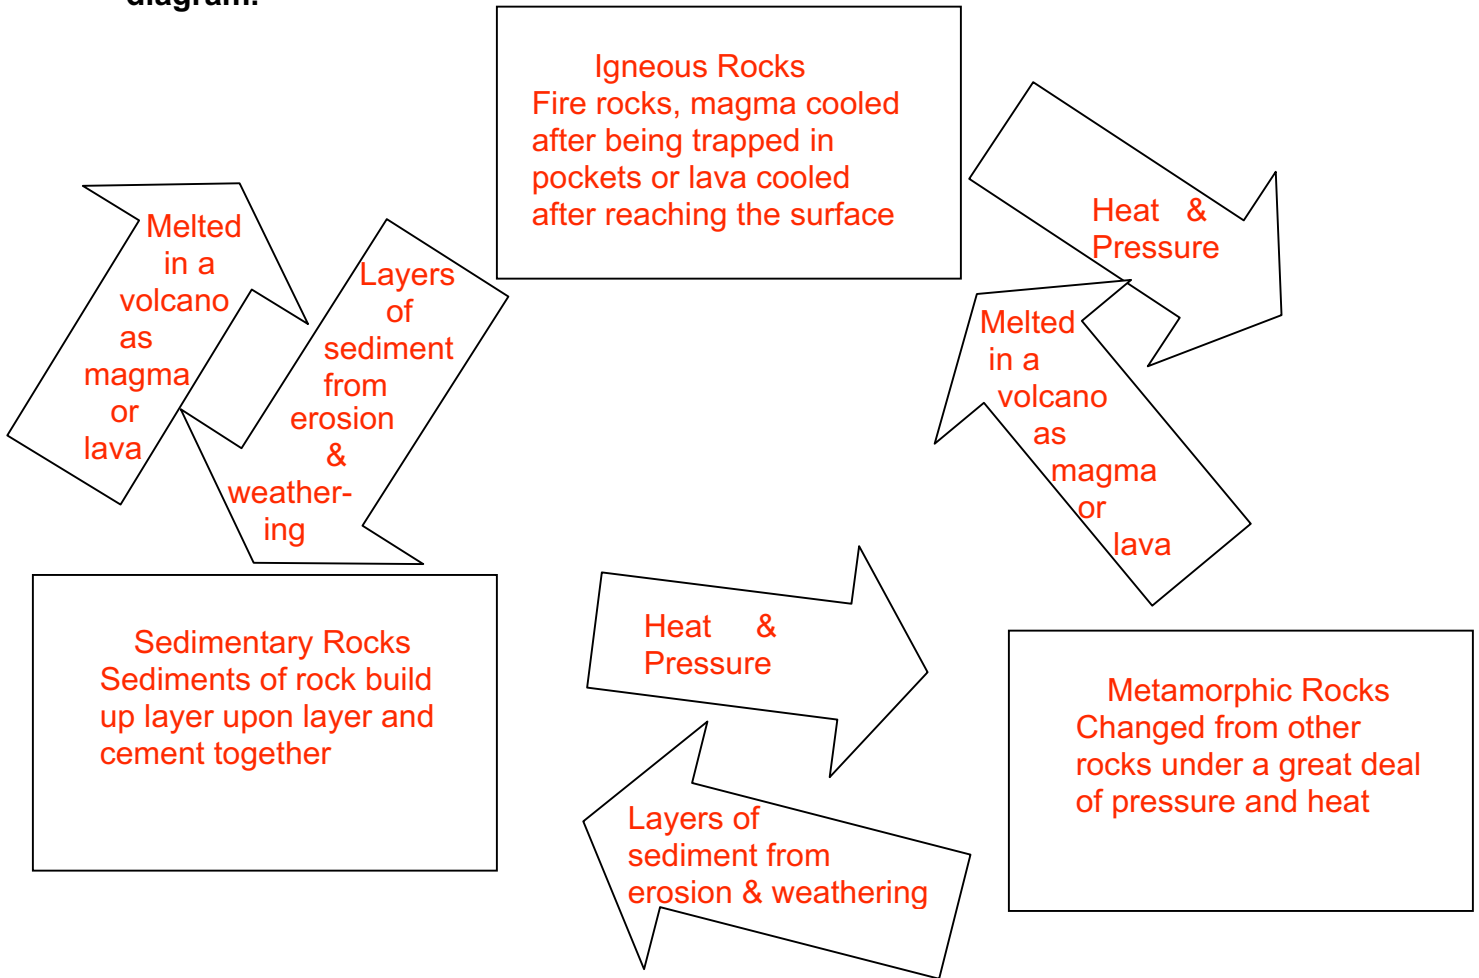 diagram.
Igneous Rocks
Fire rocks, magma cooled
after being trapped in
pockets or lava cooled
after reaching the surface
Heat &
Pressure
Melted
in a
volcano
as
magma
or
lava
Layers
of
sediment
from
erosion
&
weather-
ing
Melted
in a
volcano
as
magma
or
lava
Heat &
Pressure
Sedimentary Rocks
Sediments of rock build
up layer upon layer and
cement together
Metamorphic Rocks
Changed from other
rocks under a great deal
of pressure and heat
Layers of
sediment from
erosion & weathering